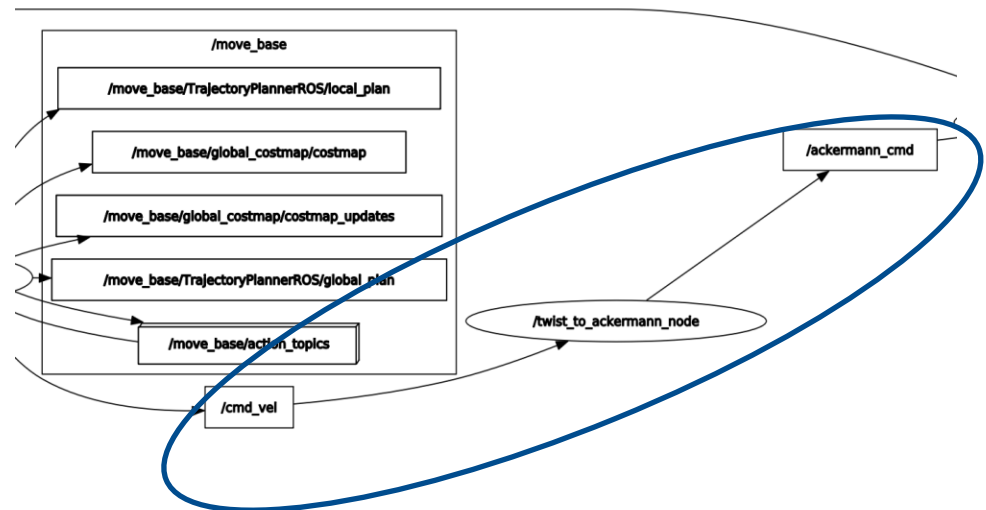 /move_base
/move_base/TrajectoryPlannerROS/local_plan
/move_base/global_costmap/costmap
/ackermann_cmd
/move_base/global_costmap/costmap_updates
/move_base/TrajectoryPlannerROS/global_plan
/twist_to_ackermann_node
/move_base/action_topics
/cmd_vel